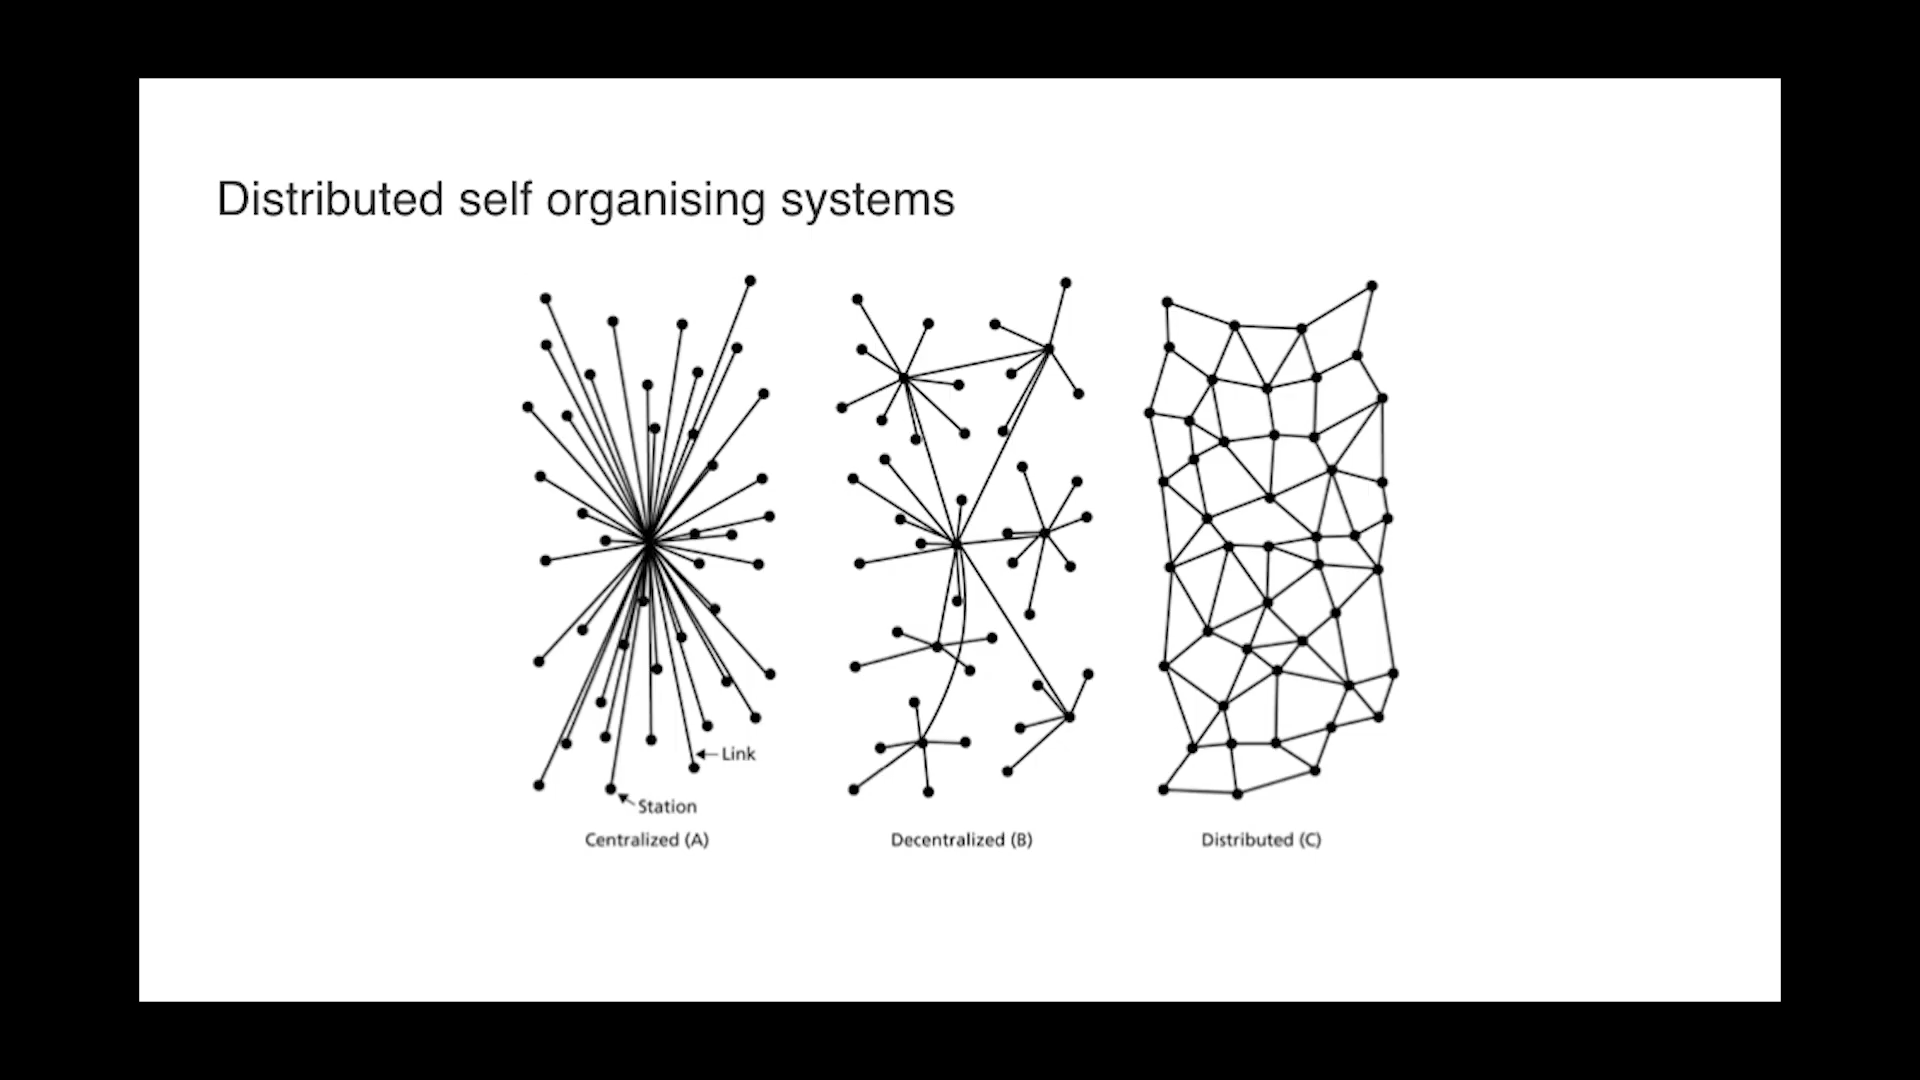 Distributed self organising systems
Link
Station
Centralized (A)
Decentralized (B)
Distributed (C)